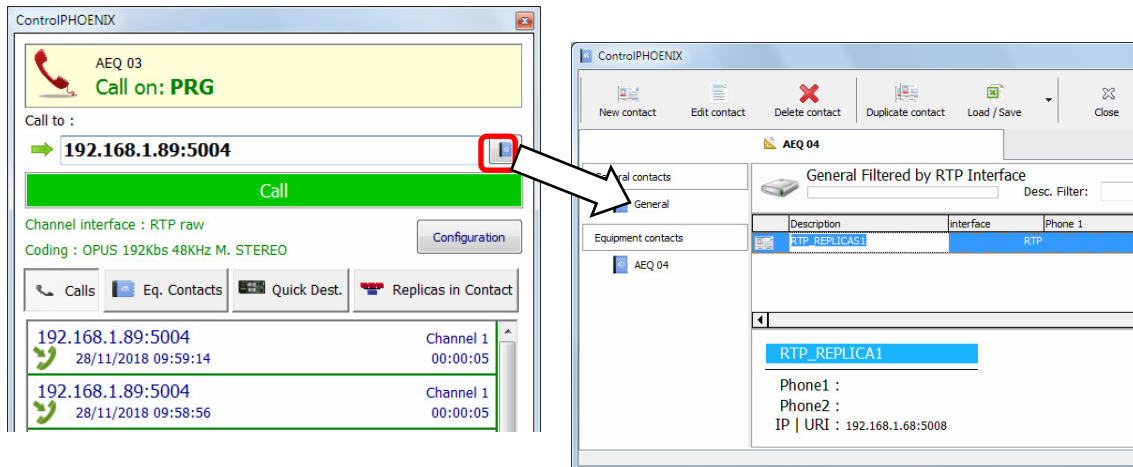 ControlPHOENIX
AEQ 03
Call on: PRG
Call to :
192.168.1.89:5004
Call
Channel interface : RTP raw
Coding : OPUS 192Kbs 48KHz M. STEREO
Configuration
Calls
Eq. Contacts
Quick Dest.
Replicas in Contact
192.168.1.89:5004 Channel 1
28/11/2018 09:59:14 00:00:05
192.168.1.89:5004 Channel 1
28/11/2018 09:58:56 00:00:05
ControlPHOENIX
New contact
Edit contact
Delete contact
Duplicate contact
Load / Save
Close
AEQ 04
contacts
General
Equipment contacts
AEQ 04
General Filtered by RTP Interface
Desc. Filter:
Description interface Phone 1
RTP_REPLICAS1 RTP
RTP_REPLICA1
Phone1 :
Phone2 :
IP | URI : 192.168.1.68:5008